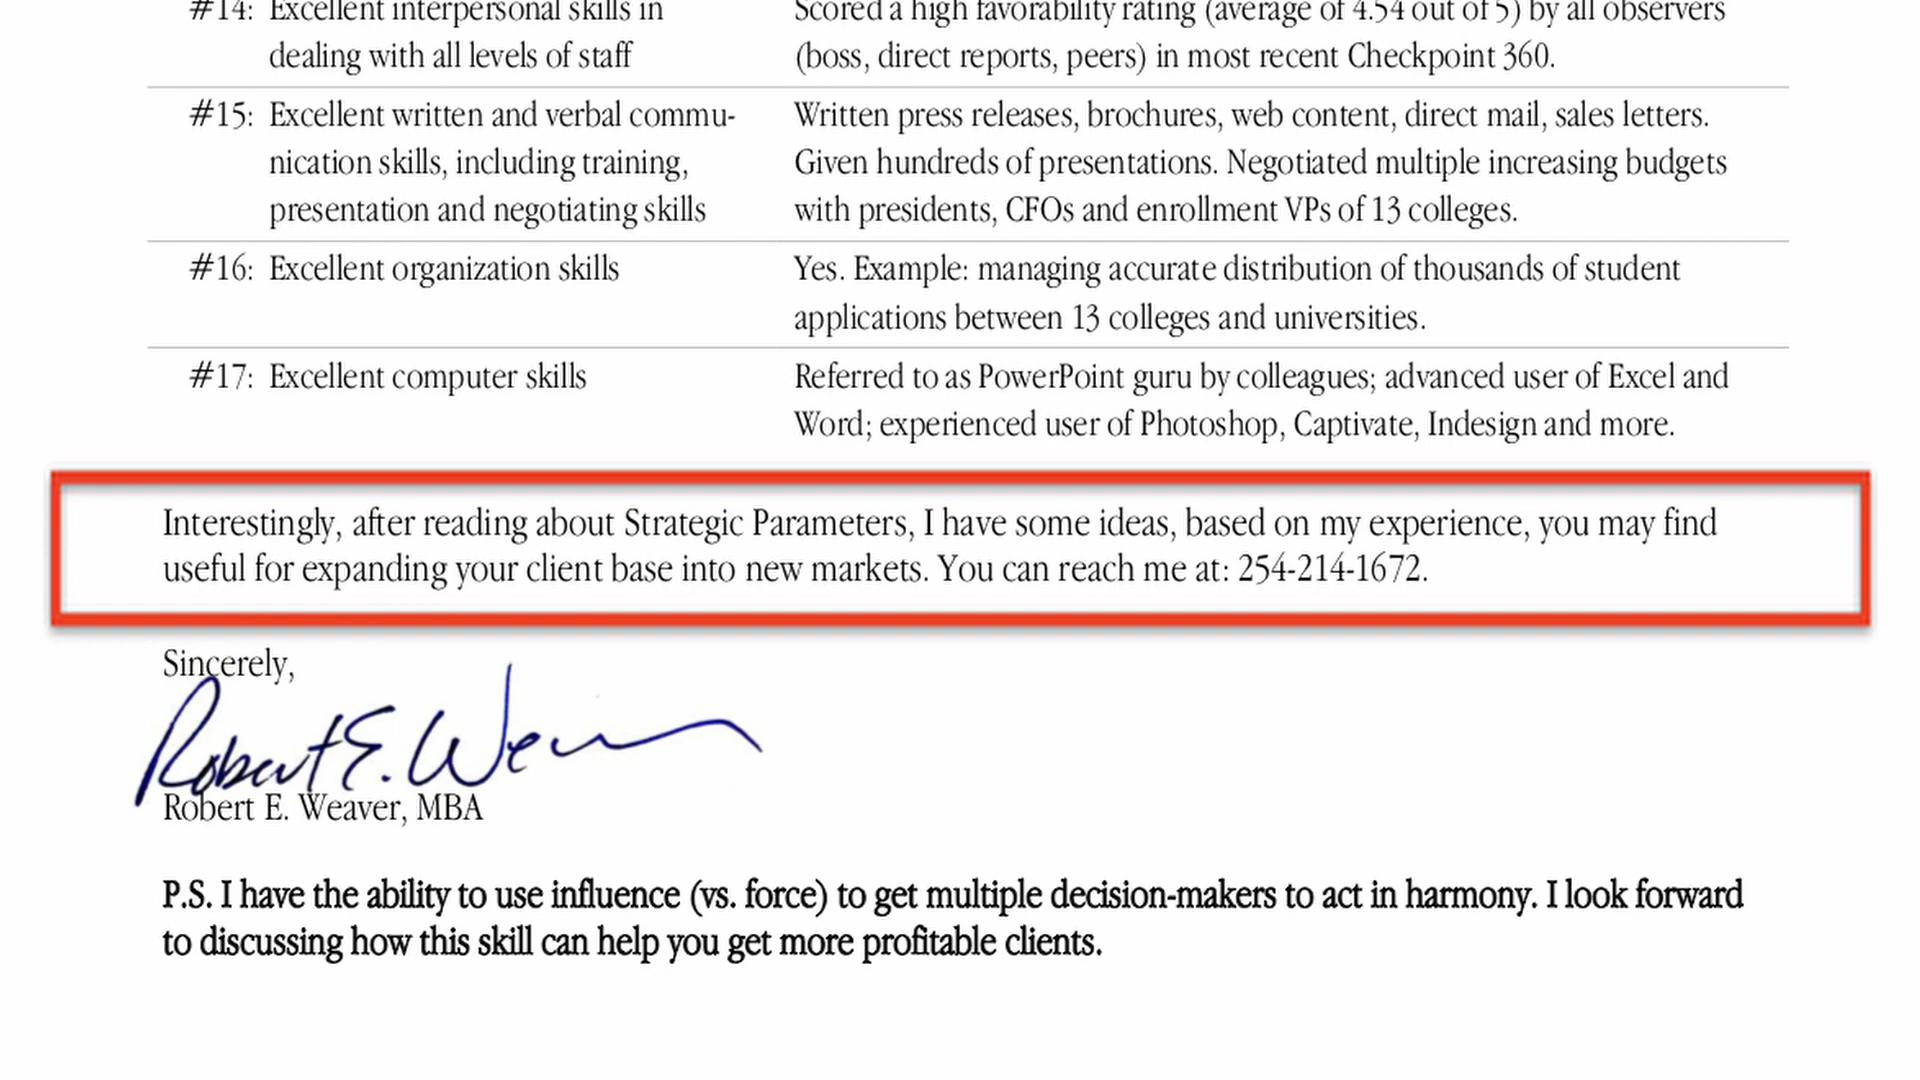 #14: Excellent interpersonal skills in
dealing with all levels of staff
Scored a high favorability rating (average of 4.54 out of 5) by all observers
(boss, direct reports, peers) in most recent Checkpoint 360.
#15: Excellent written and verbal commu-
nication skills, including training,
presentation and negotiating skills
Written press releases, brochures, web content, direct mail, sales letters.
Given hundreds of presentations. Negotiated multiple increasing budgets
with presidents, CFOs and enrollment VPs of 13 colleges.
#16: Excellent organization skills
Yes. Example: managing accurate distribution of thousands of student
applications between 13 colleges and universities.
#17: Excellent computer skills
Referred to as PowerPoint guru by colleagues; advanced user of Excel and
Word; experienced user of Photoshop, Captivate, Indesign and more.
Interestingly, after reading about Strategic Parameters, I have some ideas, based on my experience, you may find
useful for expanding your client base into new markets. You can reach me at: 254-214-1672.
Sincerely,
Robert E. Weaver
Robert E. Weaver, MBA
P.S. I have the ability to use influence (vs. force) to get multiple decision-makers to act in harmony. I look forward
to discussing how this skill can help you get more profitable clients.